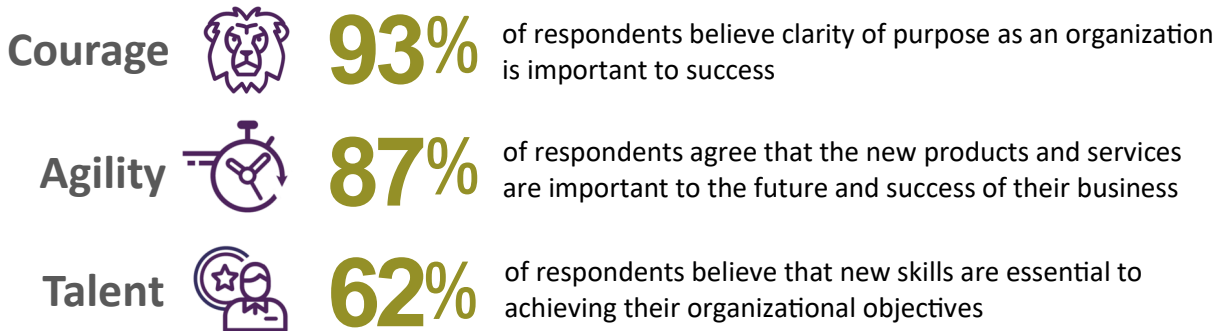 Courage 93% of respondents believe clarity of purpose as an organization
is important to success
Agility 87% of respondents agree that the new products and services
are important to the future and success of their business
Talent 62% of respondents believe that new skills are essential to
achieving their organizational objectives